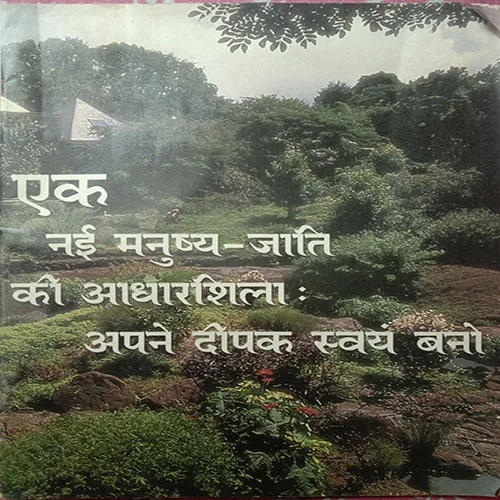 एक
नई मनुष्य-जाति
की आधारशिला:
अपने दीपक स्वयं बनो